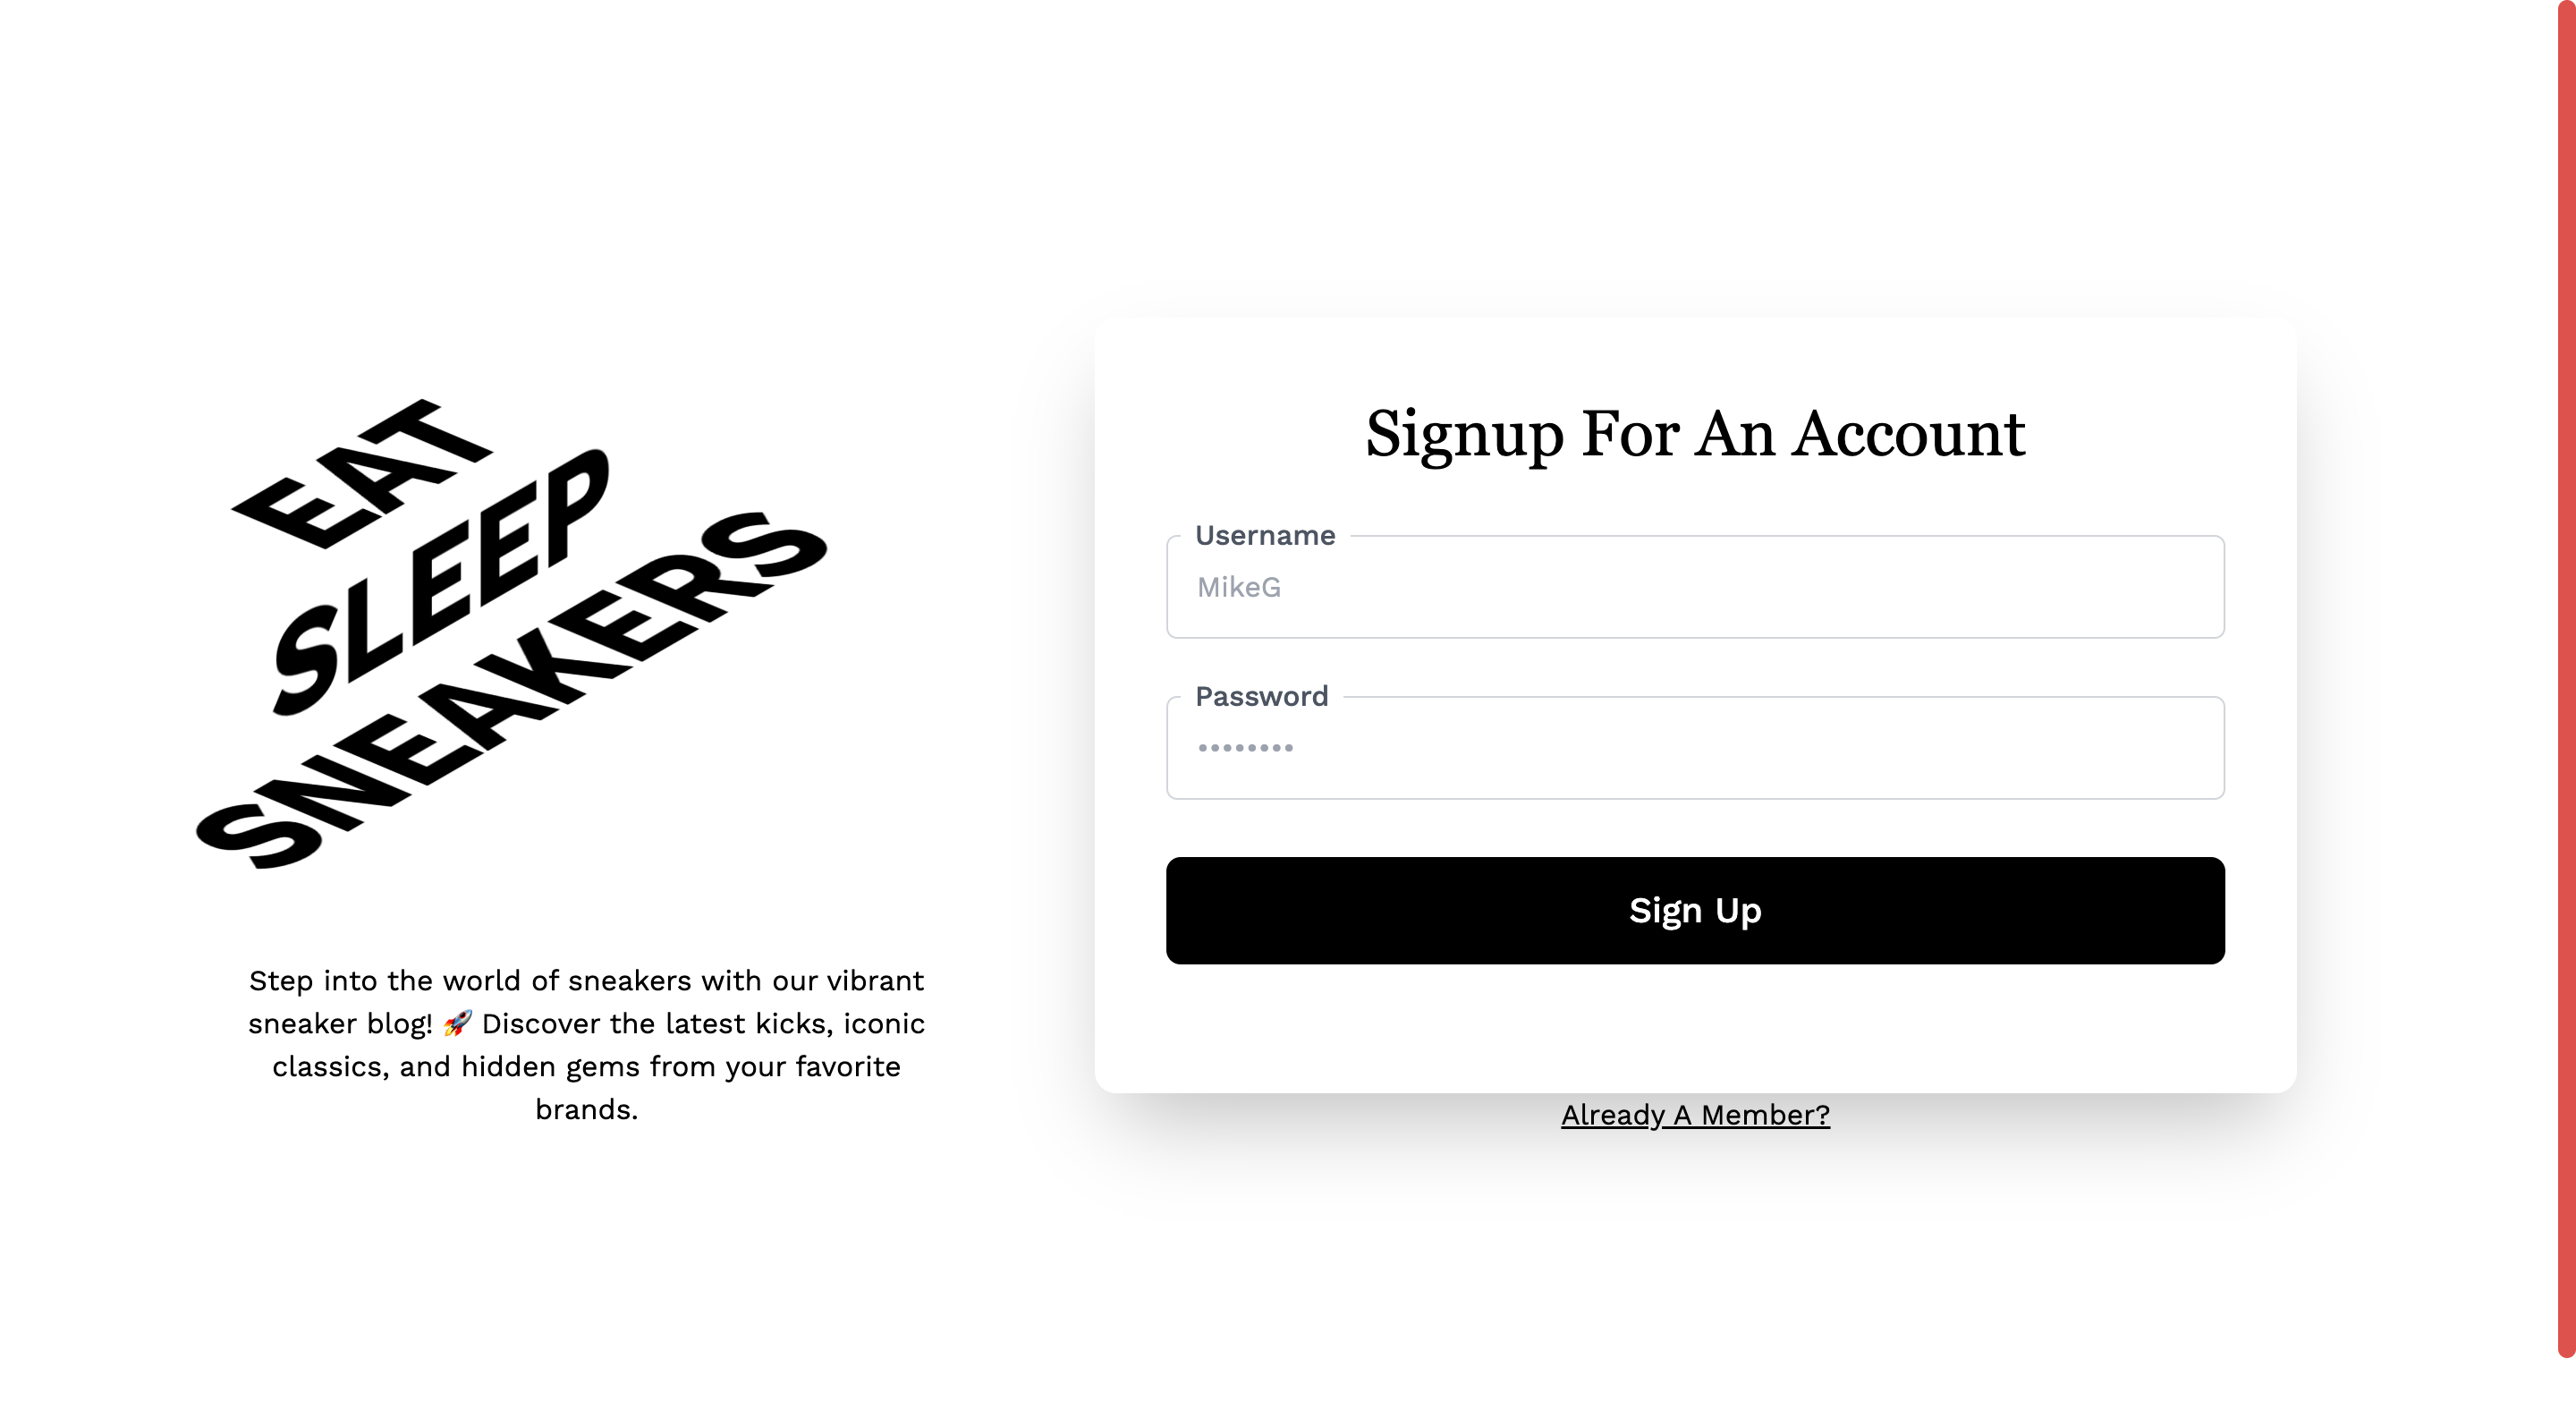 EAT
SLEEP
SNEAKERS
Step into the world of sneakers with our vibrant
sneaker blog! 🚀 Discover the latest kicks, iconic
classics, and hidden gems from your favorite
brands.
Signup For An Account
Username
MikeG
Password
••••••••
Sign Up
Already A Member?